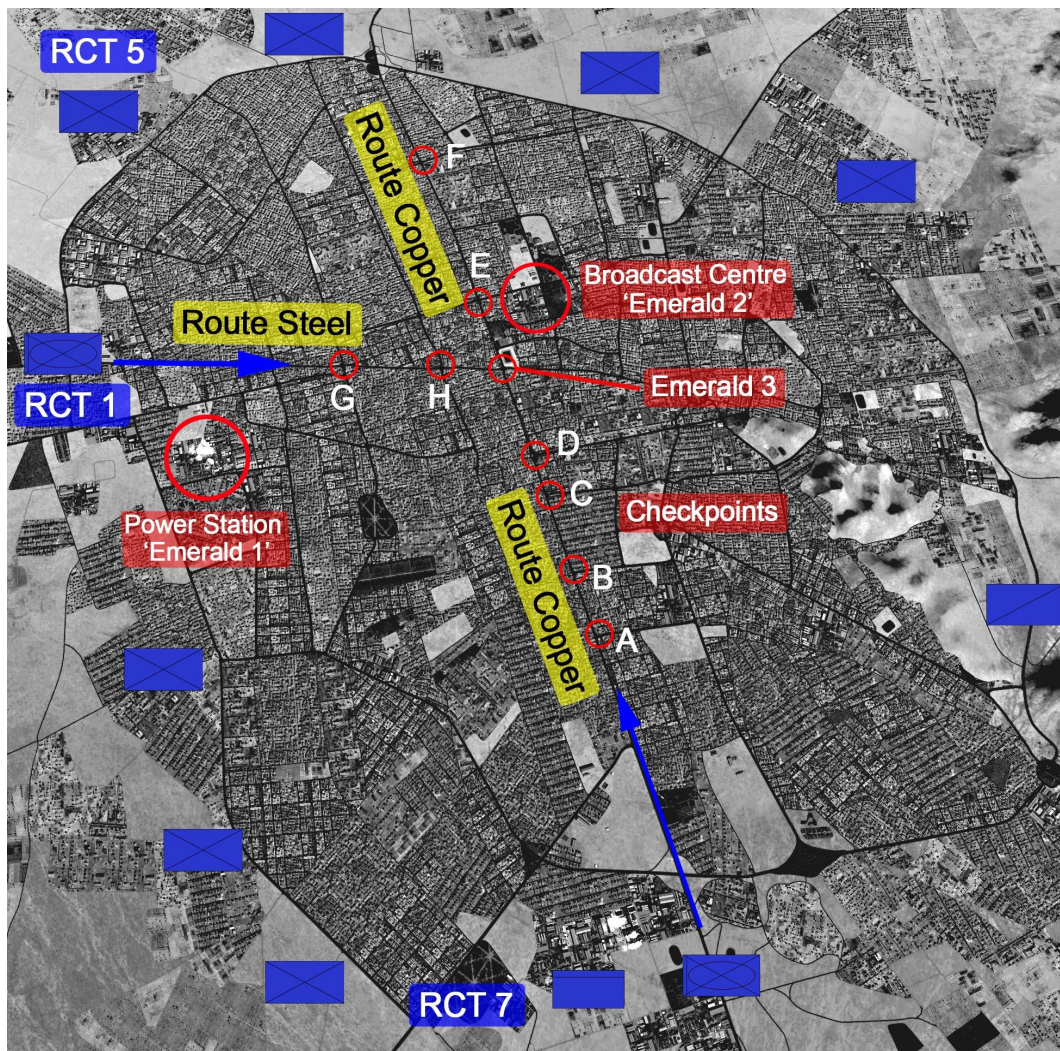 RCT 5
Route Copper
F
E
Broadcast Centre
‘Emerald 2’
Route Steel
RCT 1
G
H
Emerald 3
D
C
Power Station
‘Emerald 1’
Checkpoints
Route Copper
B
A
RCT 7